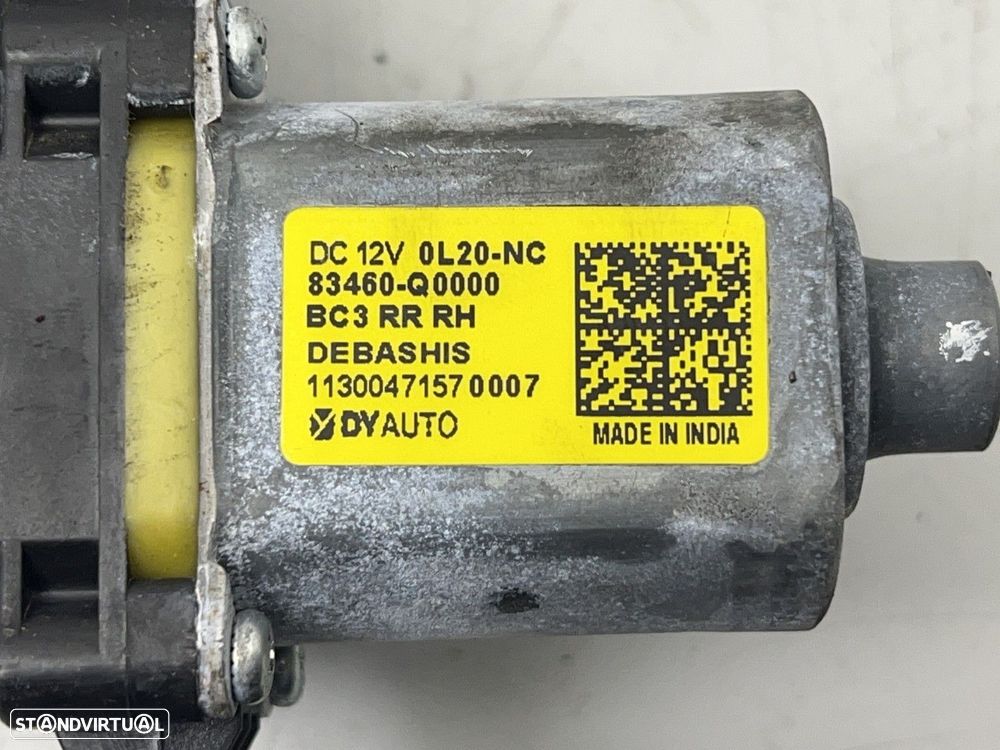 DC 12V 0L20-NC
83460-Q0000
BC3 RR RH
DEBASHIS
1130047157 0007
DYAUTO
MADE IN INDIA
STANDVIRTUAL